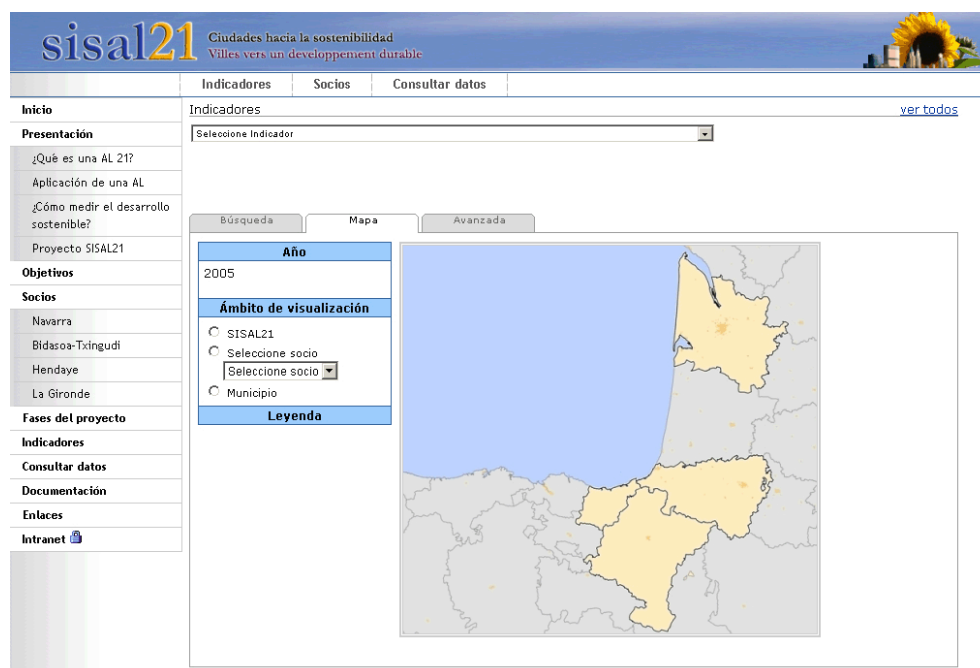 sisal21
Ciudades hacia la sostenibilidad
Villes vers un developpement durable
Indicadores Socios Consultar datos
Inicio
Presentación
¿Qué es una AL 21?
Aplicación de una AL
¿Cómo medir el desarrollo
sostenible?
Proyecto SISAL21
Objetivos
Socios
Navarra
Bidasoa-Txingudi
Hendaye
La Gironde
Fases del proyecto
Indicadores
Consultar datos
Documentación
Enlaces
Intranet
Indicadores ver todos
Seleccione Indicador
Búsqueda Mapa Avanzada
Año
2005
Ámbito de visualización
SISAL21
Seleccione socio
Seleccione socio
Municipio
Leyenda